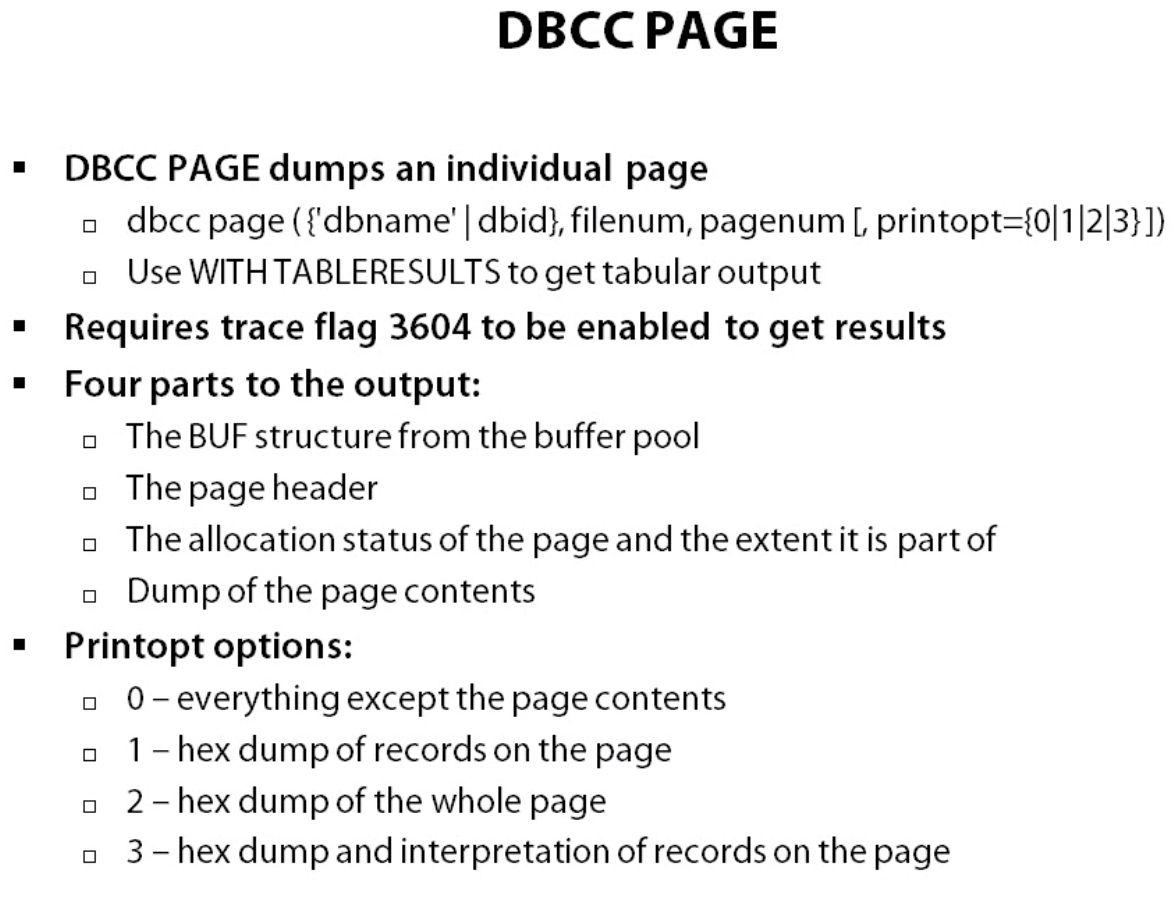 DBCC PAGE
▪ DBCC PAGE dumps an individual page
▫ dbcc page ({'dbname' | dbid}, filenum, pagenum [, printopt={0|1|2|3} ])
▫ Use WITH TABLERESULTS to get tabular output
▪ Requires trace flag 3604 to be enabled to get results
▪ Four parts to the output:
▫ The BUF structure from the buffer pool
▫ The page header
▫ The allocation status of the page and the extent it is part of
▫ Dump of the page contents
▪ Printopt options:
▫ 0 – everything except the page contents
▫ 1 – hex dump of records on the page
▫ 2 – hex dump of the whole page
▫ 3 – hex dump and interpretation of records on the page